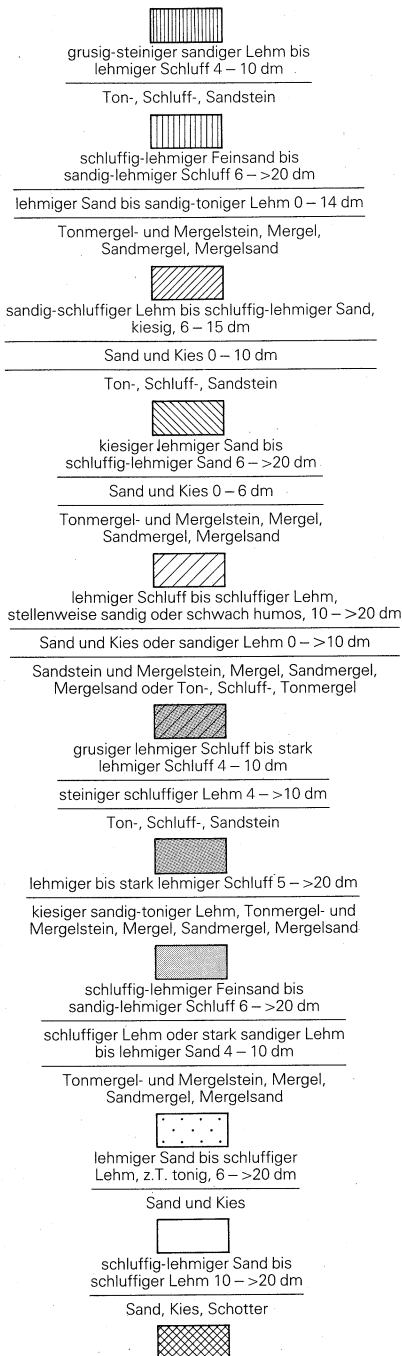 grusig-steiniger sandiger Lehm bis
lehmiger Schluff 4 – 10 dm
Ton-, Schluff-, Sandstein
schluffig-lehmiger Feinsand bis
sandig-lehmiger Schluff 6 – >20 dm
lehmiger Sand bis sandig-toniger Lehm 0 – 14 dm
Tonmergel- und Mergelstein, Mergel,
Sandmergel, Mergelsand
sandig-schluffiger Lehm bis schluffig-lehmiger Sand,
kiesig, 6 – 15 dm
Sand und Kies 0 – 10 dm
Ton-, Schluff-, Sandstein
kiesiger lehmiger Sand bis
schluffig-lehmiger Sand 6 – >20 dm
Sand und Kies 0 – 6 dm
Tonmergel- und Mergelstein, Mergel,
Sandmergel, Mergelsand
lehmiger Schluff bis schluffiger Lehm,
stellenweise sandig oder schwach humos, 10 – >20 dm
Sand und Kies oder sandiger Lehm 0 – >10 dm
Sandstein und Mergelstein, Mergel, Sandmergel,
Mergelsand oder Ton-, Schluff-, Tonmergel
grusiger lehmiger Schluff bis stark
lehmiger Schluff 4 – 10 dm
steiniger schluffiger Lehm 4 – >10 dm
Ton-, Schluff-, Sandstein
lehmiger bis stark lehmiger Schluff 5 – >20 dm
kiesiger sandig-toniger Lehm, Tonmergel- und
Mergelstein, Mergel, Sandmergel, Mergelsand
schluffig-lehmiger Feinsand bis
sandig-lehmiger Schluff 6 – >20 dm
schluffiger Lehm oder stark sandiger Lehm
bis lehmiger Sand 4 – 10 dm
Tonmergel- und Mergelstein, Mergel,
Sandmergel, Mergelsand
lehmiger Sand bis schluffiger
Lehm, z.T. tonig, 6 – >20 dm
Sand und Kies
schluffig-lehmiger Sand bis
schluffiger Lehm 10 – >20 dm
Sand, Kies, Schotter